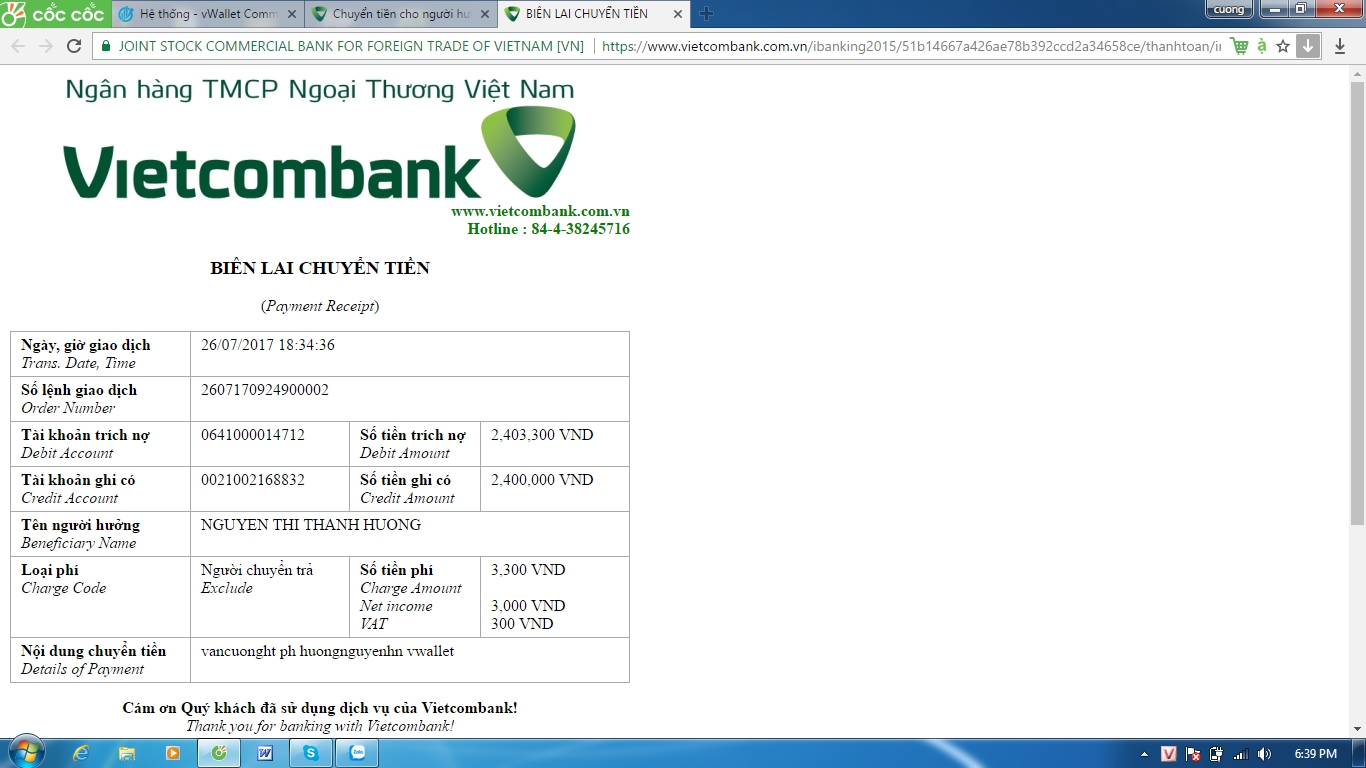 cốc cốc
Hệ thống - vWallet Comm
Chuyển tiền cho người hư
BIÊN LAI CHUYỂN TIỀN
cuong
JOINT STOCK COMMERCIAL BANK FOR FOREIGN TRADE OF VIETNAM [VN]
https://www.vietcombank.com.vn/ibanking2015/51b14667a426ae78b392ccd2a34658ce/thanhtoan/in
Ngân hàng TMCP Ngoại Thương Việt Nam
Vietcombank
www.vietcombank.com.vn
Hotline : 84-4-38245716
BIÊN LAI CHUYỂN TIỀN
(Payment Receipt)
Ngày, giờ giao dịch 26/07/2017 18:34:36
Trans. Date, Time
Số lệnh giao dịch 2607170924900002
Order Number
Tài khoản trích nợ 0641000014712 Số tiền trích nợ 2,403,300 VND
Debit Account Debit Amount
Tài khoản ghi có 0021002168832 Số tiền ghi có 2,400,000 VND
Credit Account Credit Amount
Tên người hưởng NGUYEN THI THANH HUONG
Beneficiary Name
Loại phí Người chuyển trả Số tiền phí 3,300 VND
Charge Code Exclude Charge Amount
Net income 3,000 VND
VAT 300 VND
Nội dung chuyển tiền vancuonght ph huongnguyenhn vwallet
Details of Payment
Cám ơn Quý khách đã sử dụng dịch vụ của Vietcombank!
Thank you for banking with Vietcombank!
6:39 PM